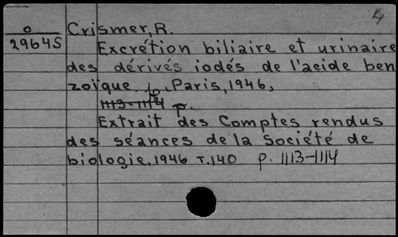 4
o
29645
Crismer, R.
Excrétion biliaire et urinaire
des dérivés iodés de l'acide ben
zoïque, Paris, 1946,
1113-1114 p.
Extrait des Comptes rendus
des séances de la Société de
biologie, 1946 T.140 p. 1113-1114